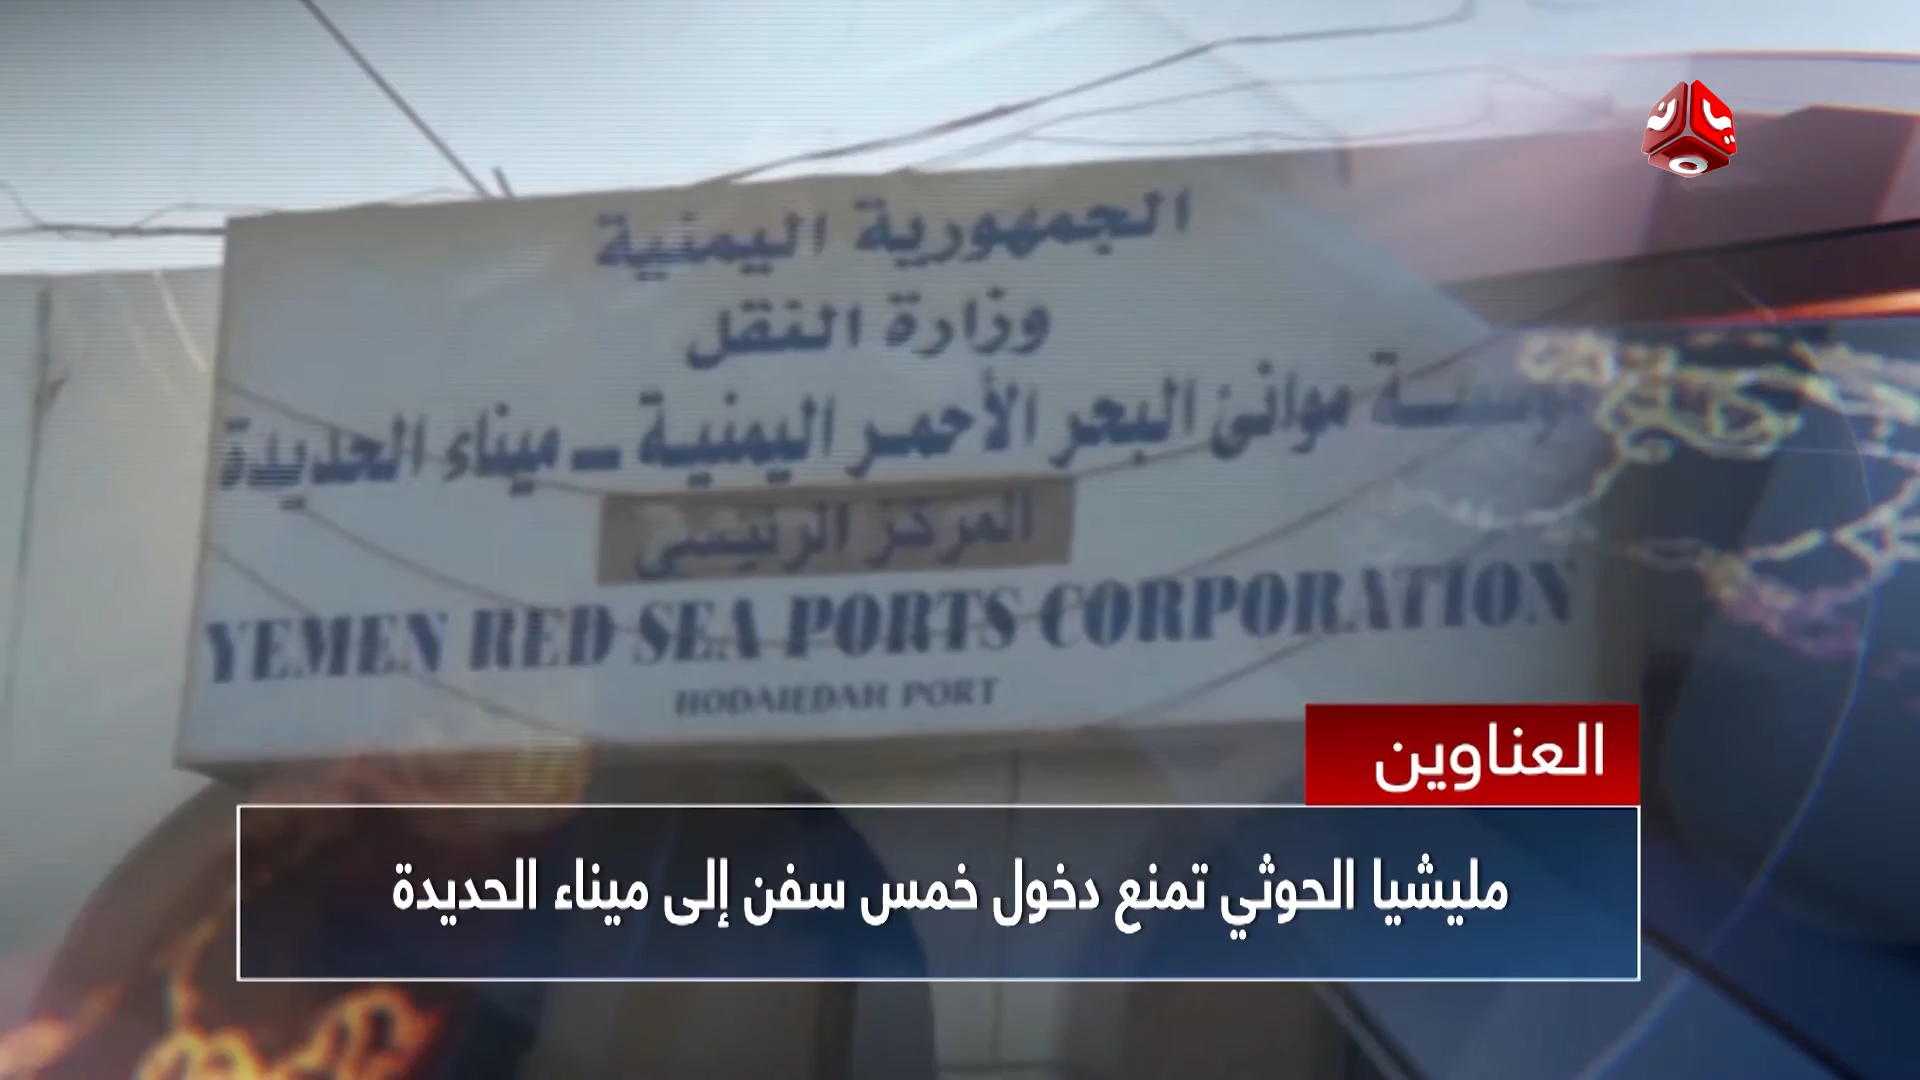 الجمهورية اليمنية
وزارة النقل
موانئ البحر الأحمر اليمنية - ميناء الحديدة
المركز الرئيسي
YEMEN RED SEA PORTS CORPORATION
HODAIEDAH PORT
العناوين
مليشيا الحوثي تمنع دخول خمس سفن إلى ميناء الحديدة